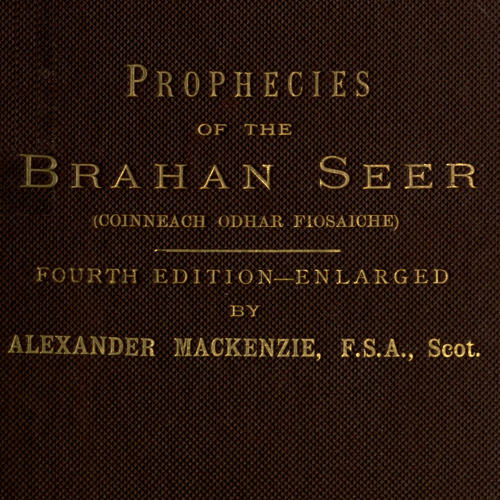 PROPHECIES
OF THE
BRAHAN SEER
(COINNEACH ODHAR FIOSAICHE)
FOURTH EDITION—ENLARGED
BY
ALEXANDER MACKENZIE, F.S.A., Scot.